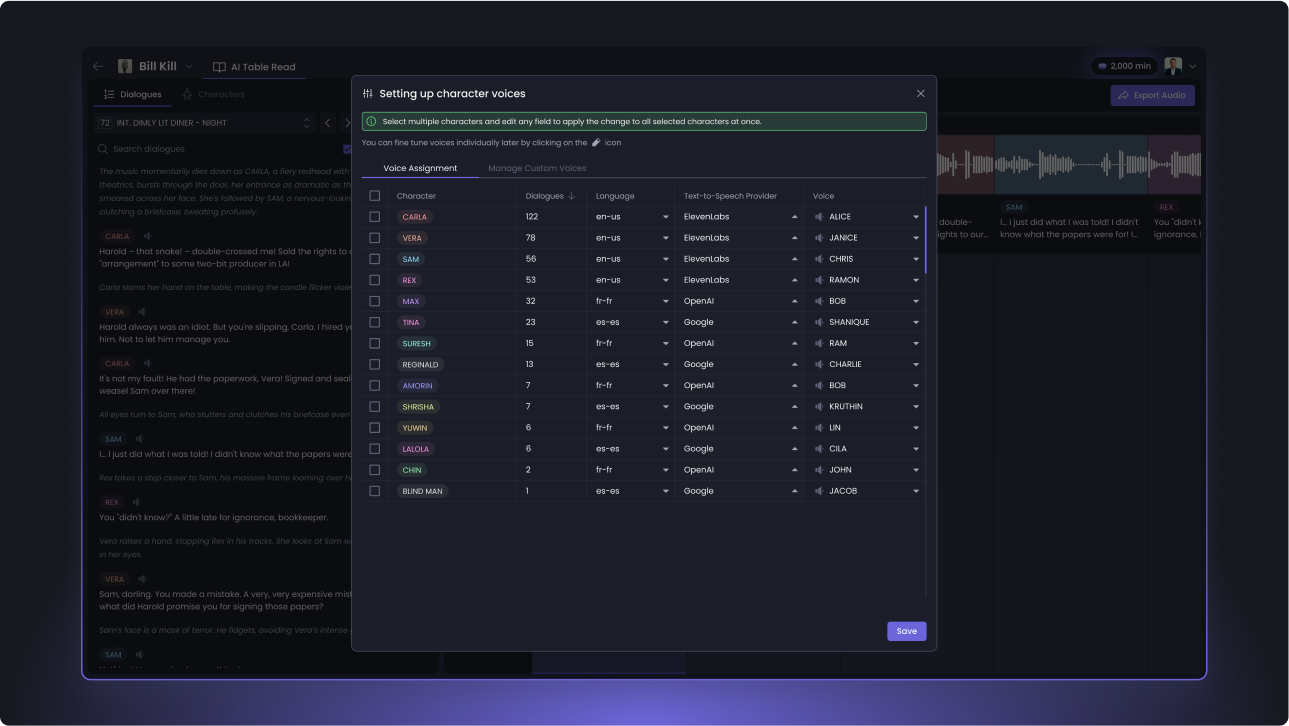 Bill Kill
AI Table Read
2,000 min
Dialogues
Characters
Export Audio
72 INT. DIMLY LIT DINER - NIGHT
Search dialogues
The music momentarily dies down as CARLA, a fiery redhead with
theatrics, bursts through the door, her entrance as dramatic as th
smeared across her face. She's followed by SAM, a nervous-lookin
clutching a briefcase, sweating profusely.
CARLA
Harold – that snake! – double-crossed me! Sold the rights to
"arrangement" to some two-bit producer in LA!
Carla slams her hand on the table, making the candle flicker viole
VERA
Harold always was an idiot. But you're slipping, Carla. I hired y
him. Not to let him manage you.
CARLA
It's not my fault! He had the paperwork, Vera! Signed and seal
weasel Sam over there!
All eyes turn to Sam, who stutters and clutches his briefcase even
SAM
I... I just did what I was told! I didn't know what the papers were
Rex takes a step closer to Sam, his massive frame looming over h
REX
You "didn't know?" A little late for ignorance, bookkeeper.
Vera raises a hand, stopping Rex in his tracks. She looks at Sam w
in her eyes.
VERA
Sam, darling. You made a mistake. A very, very expensive mist
what did Harold promise you for signing those papers?
Sam's face is a mask of terror. He fidgets, avoiding Vera's intense
SAM
Setting up character voices
Select multiple characters and edit any field to apply the change to all selected characters at once.
You can fine tune voices individually later by clicking on the icon
Voice Assignment
Manage Custom Voices
Character Dialogues Language Text-to-Speech Provider Voice
CARLA 122 en-us ElevenLabs ALICE
VERA 78 en-us ElevenLabs JANICE
SAM 56 en-us ElevenLabs CHRIS
REX 53 en-us ElevenLabs RAMON
MAX 32 fr-fr OpenAI BOB
TINA 23 es-es Google SHANIQUE
SURESH 15 fr-fr OpenAI RAM
REGINALD 13 es-es Google CHARLIE
AMORIN 7 fr-fr OpenAI BOB
SHRISHA 7 es-es Google KRUTHIN
YUWIN 6 fr-fr OpenAI LIN
LALOLA 6 es-es Google CILA
CHIN 2 fr-fr OpenAI JOHN
BLIND MAN 1 es-es Google JACOB
Save
double-
ights to our...
SAM
I... I just did what I was told! I didn't
know what the papers were for! I...
REX
You "didn't k
ignorance,